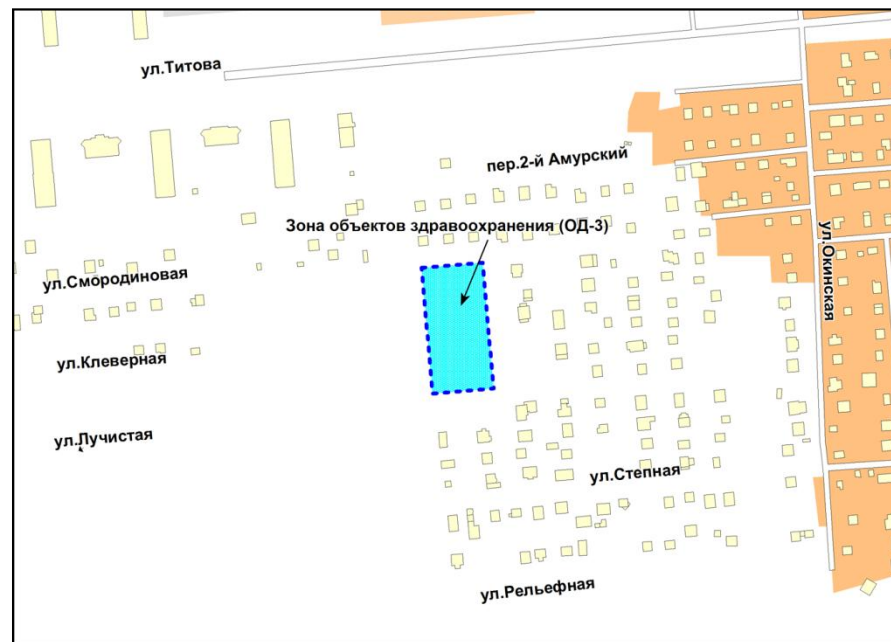 ул.Титова
пер.2-й Амурский
Зона объектов здравоохранения (ОД-3)
ул.Окинская
ул.Смородиновая
ул.Клеверная
ул.Лучистая
ул.Степная
ул.Рельефная